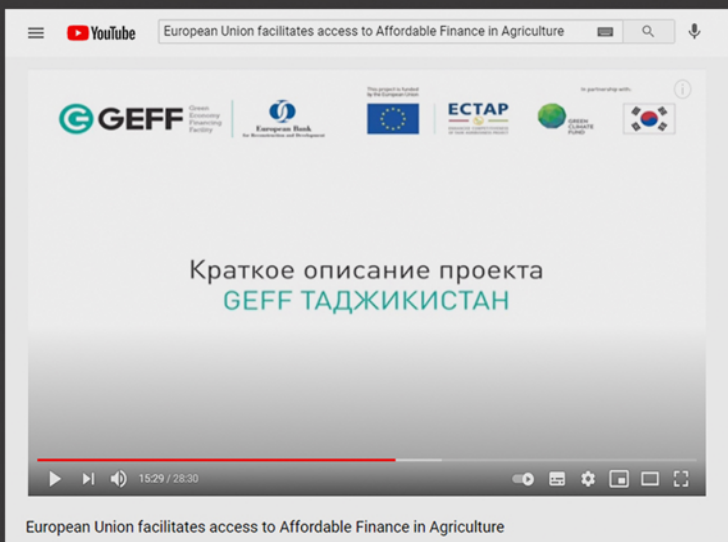 YouTube
European Union facilitates access to Affordable Finance in Agriculture
GEFF
Green
Economy
Financing
Facility
European Bank
for Reconstruction and Development
This project is funded
by the European Union
ECTAP
In partnership with:
GREEN
CLIMATE
FUND
Краткое описание проекта
GEFF ТАДЖИКИСТАН
15:29 / 28:30
European Union facilitates access to Affordable Finance in Agriculture